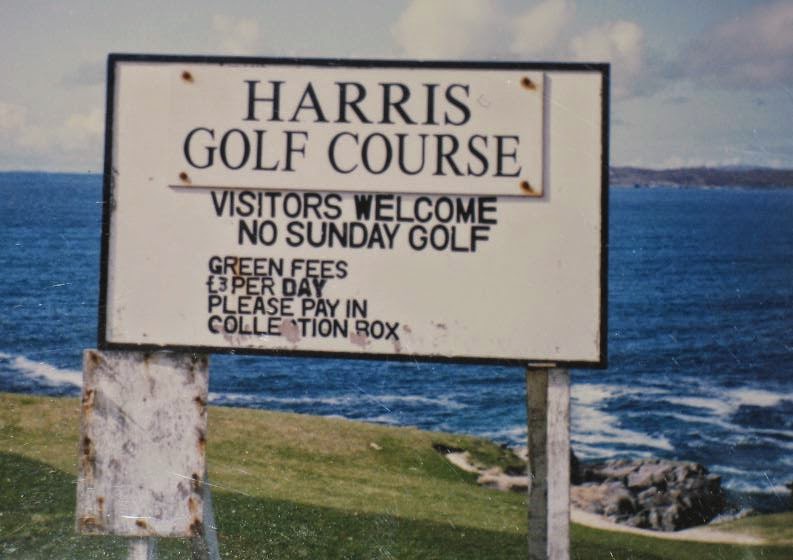 HARRIS
GOLF COURSE
VISITORS WELCOME
NO SUNDAY GOLF
GREEN FEES
£3 PER DAY
PLEASE PAY IN
COLLECTION BOX